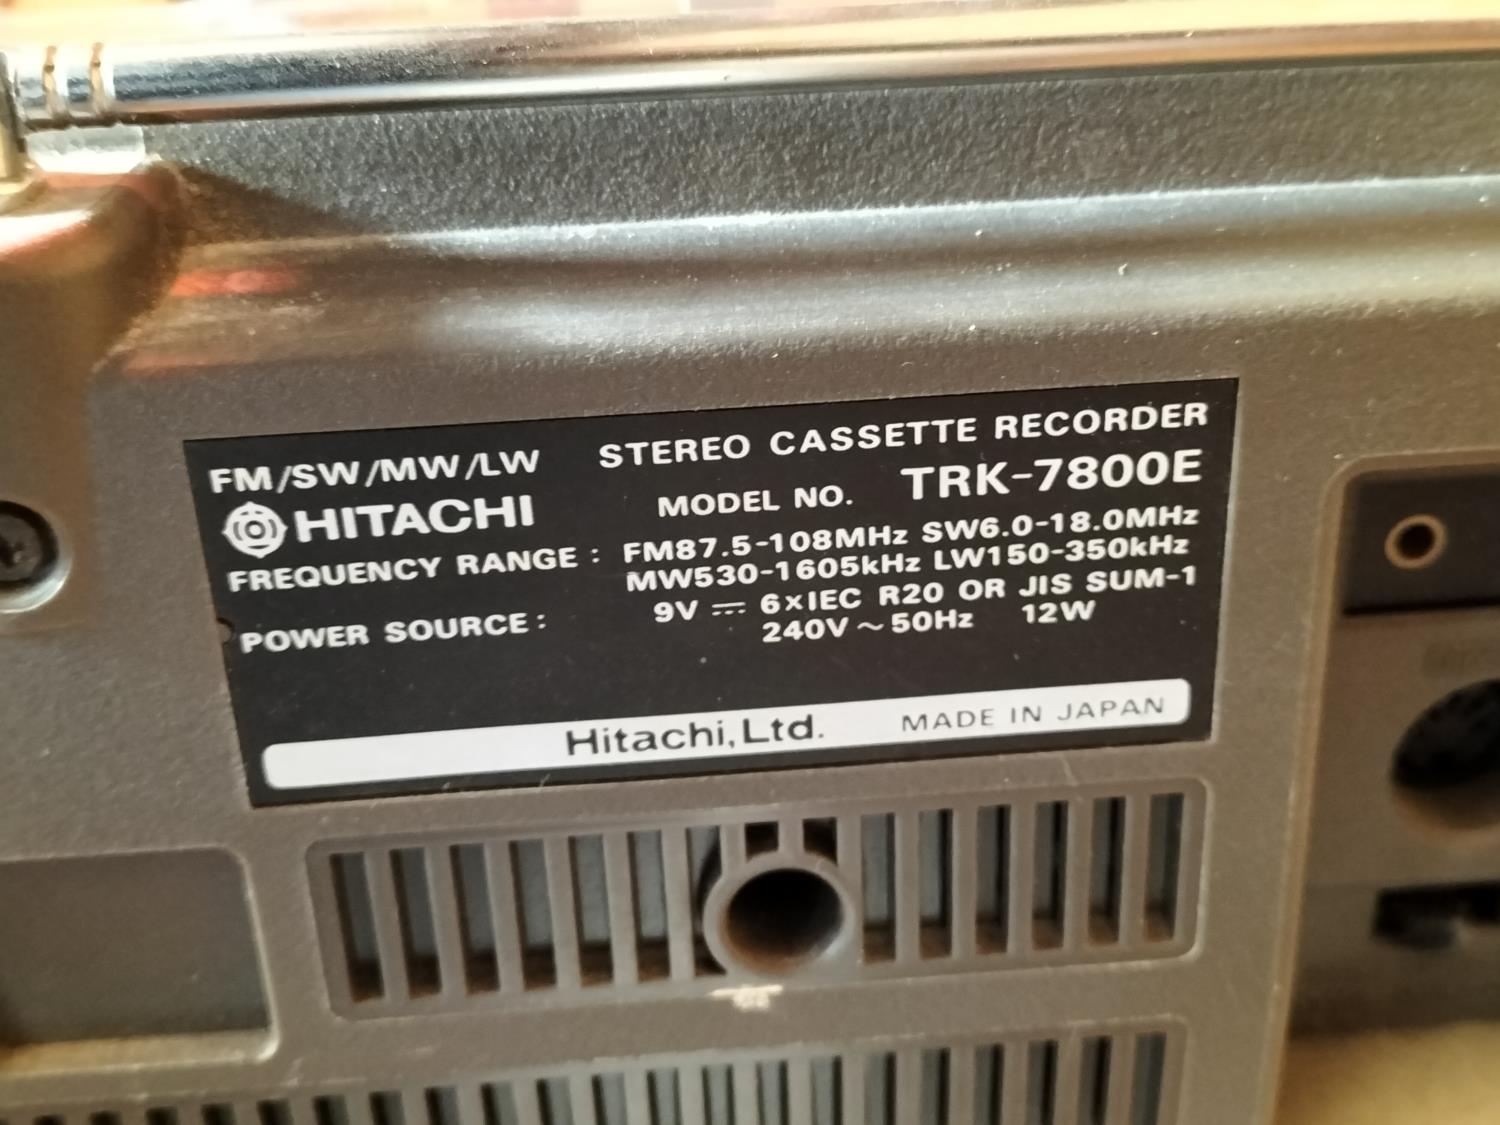 FM/SW/MW/LW STEREO CASSETTE RECORDER
HITACHI MODEL NO. TRK-7800E
FREQUENCY RANGE: FM87.5-108MHz SW6.0-18.0MHz
MW530-1605kHz LW150-350kHz
POWER SOURCE: 9V ⎓ 6xIEC R20 OR JIS SUM-1
240V~50Hz 12W
Hitachi, Ltd. MADE IN JAPAN